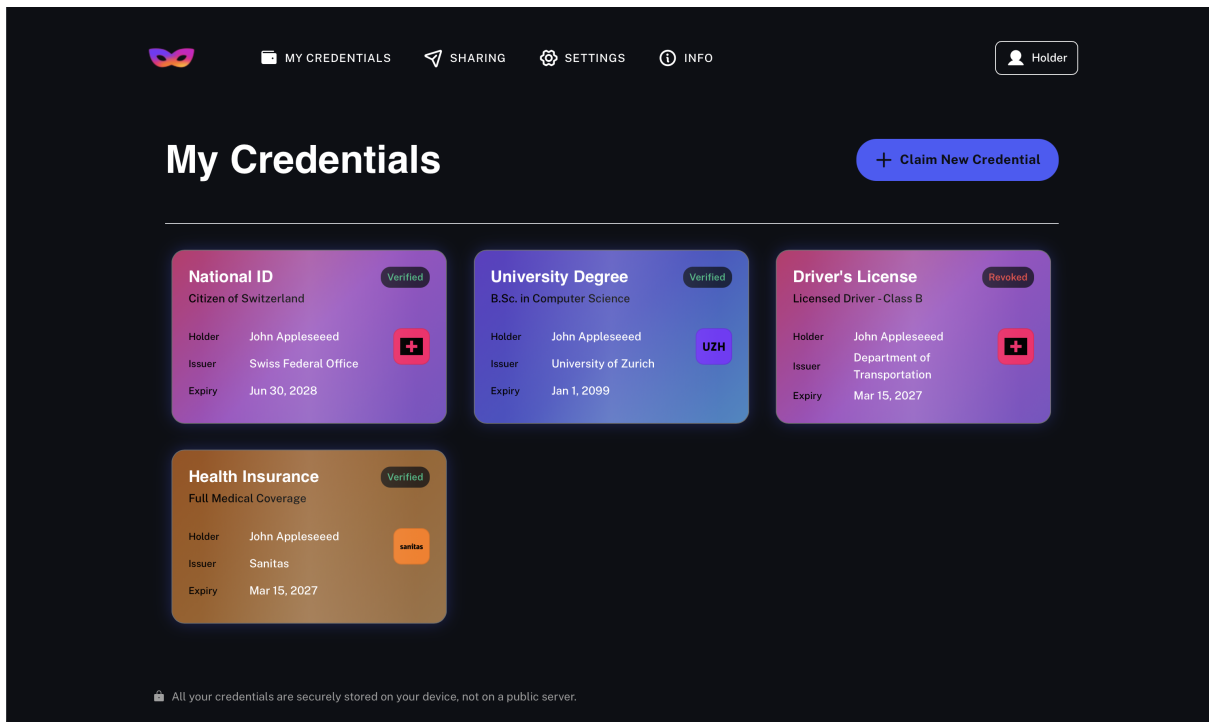 MY CREDENTIALS SHARING SETTINGS INFO Holder
My Credentials
Claim New Credential
National ID Verified
Citizen of Switzerland
Holder John Appleseeed
Issuer Swiss Federal Office
Expiry Jun 30, 2028
University Degree Verified
B.Sc. in Computer Science
Holder John Appleseeed
UZH
Issuer University of Zurich
Expiry Jan 1, 2099
Driver's License Revoked
Licensed Driver - Class B
Holder John Appleseeed
Issuer Department of
Transportation
Expiry Mar 15, 2027
Health Insurance Verified
Full Medical Coverage
Holder John Appleseeed
sanitas
Issuer Sanitas
Expiry Mar 15, 2027
All your credentials are securely stored on your device, not on a public server.